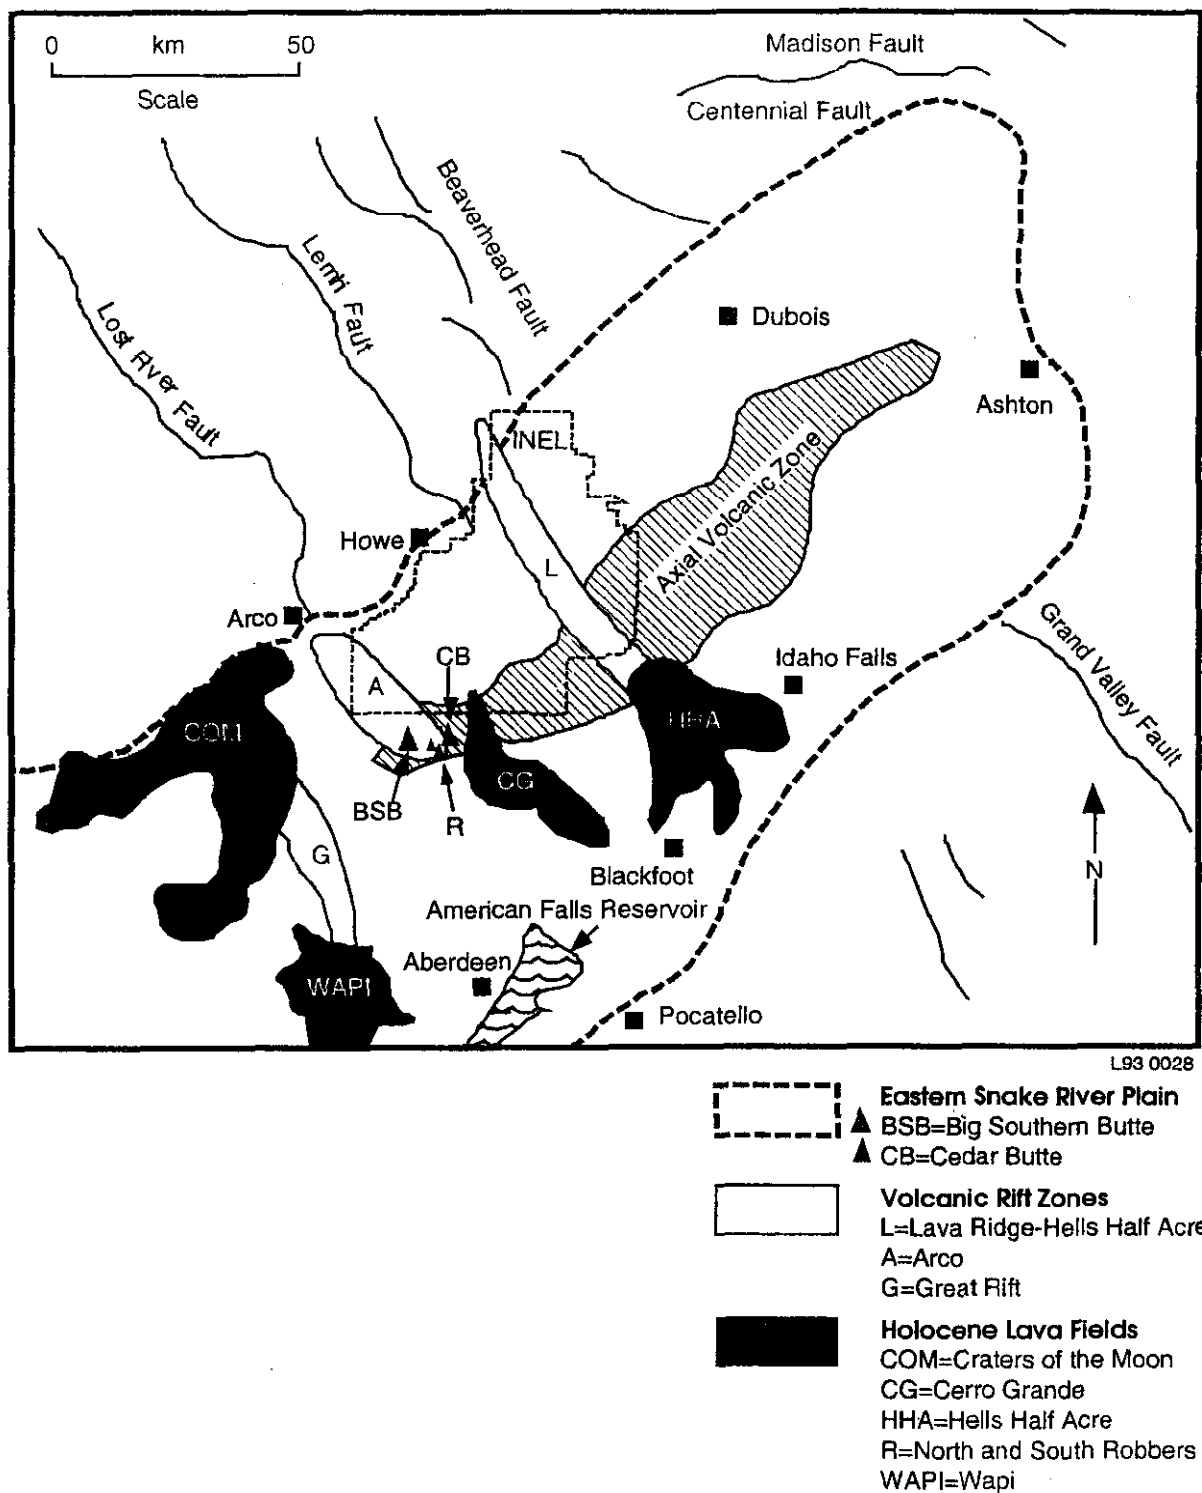 0 km 50
Scale
Madison Fault
Centennial Fault
Beaverhead Fault
Lemhi Fault
Lost River Fault
Dubois
Ashton
INEL
Axial Volcanic Zone
Howe
L
Arco
CB
A
Idaho Falls
Grand Valley Fault
COM
HHA
CG
BSB
R
G
Blackfoot
N
American Falls Reservoir
Aberdeen
WAPI
Pocatello
L93 0028
Eastern Snake River Plain
BSB=Big Southern Butte
CB=Cedar Butte
Volcanic Rift Zones
L=Lava Ridge-Hells Half Acre
A=Arco
G=Great Rift
Holocene Lava Fields
COM=Craters of the Moon
CG=Cerro Grande
HHA=Hells Half Acre
R=North and South Robbers
WAPI=Wapi